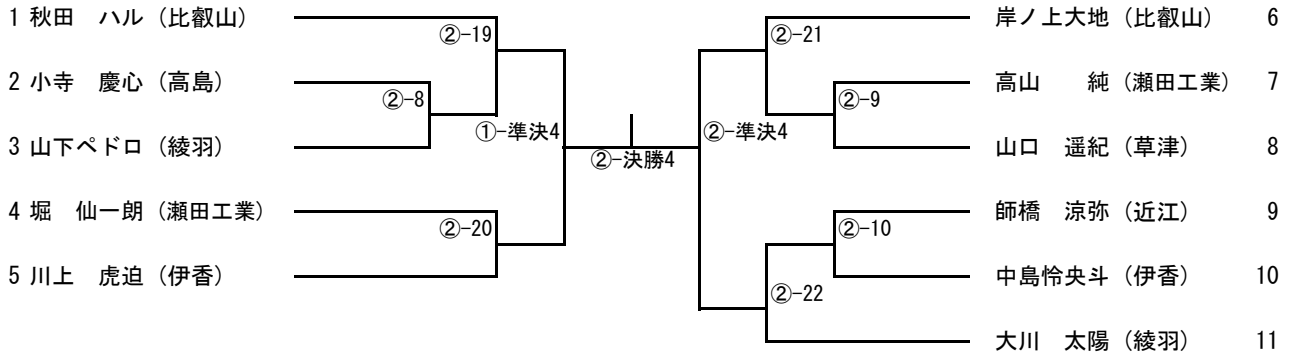 1 秋田　ハル（比叡山）
2 小寺　慶心（高島）
3 山下ペドロ（綾羽）
4 堀　仙一朗（瀬田工業）
5 川上　虎迫（伊香）
②-19
②-8
①-準決4
②-20
②-決勝4
②-準決4
②-21
②-9
②-10
②-22
岸ノ上大地（比叡山） 6
高山　　純（瀬田工業） 7
山口　遥紀（草津） 8
師橋　涼弥（近江） 9
中島怜央斗（伊香） 10
大川　太陽（綾羽） 11